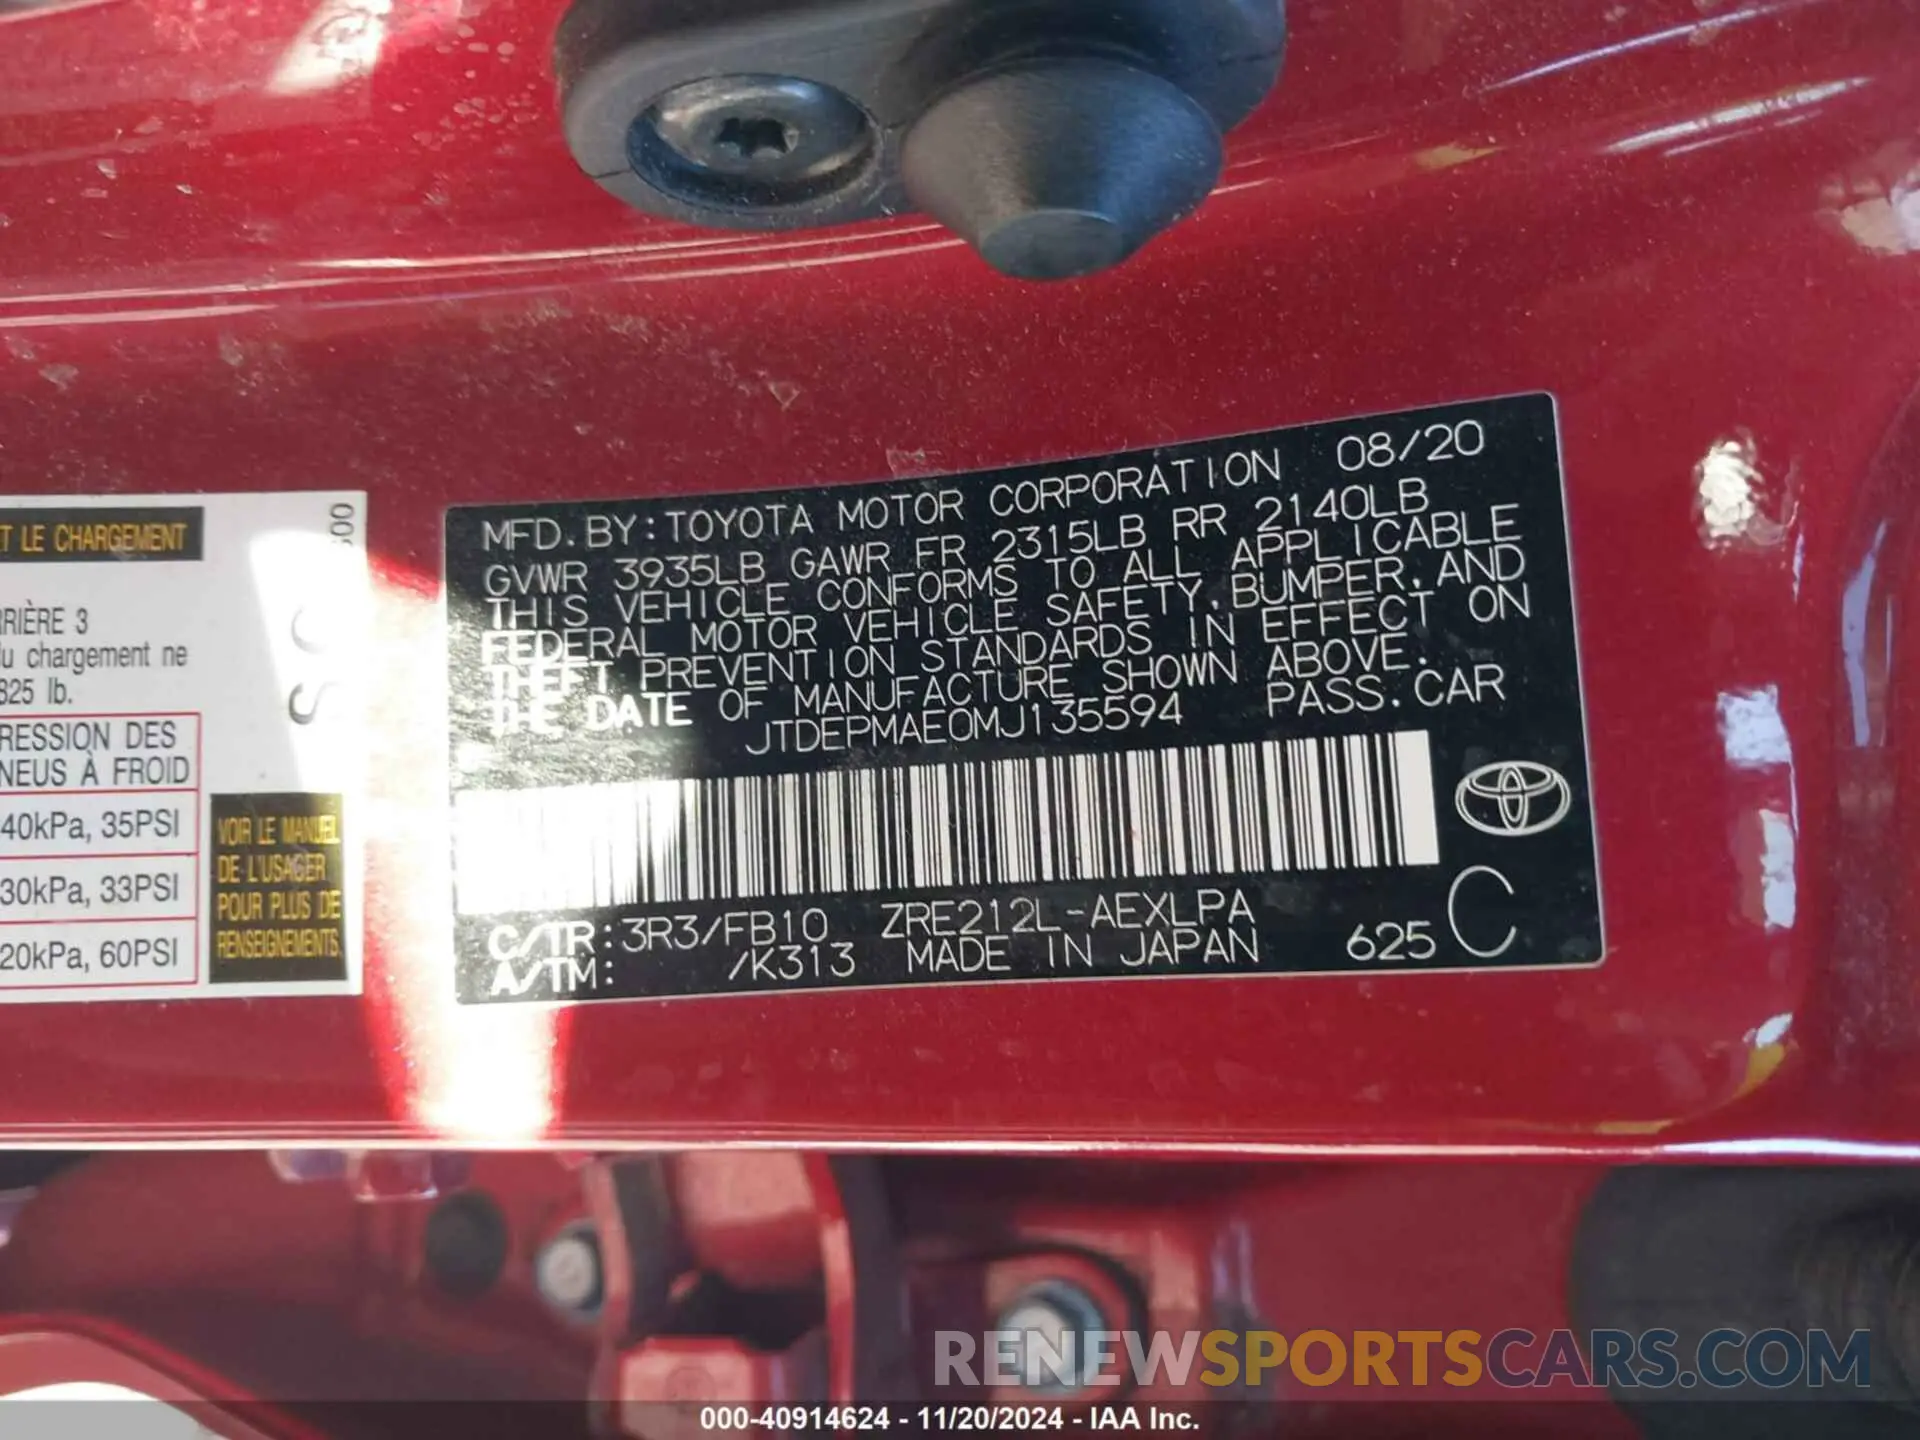 ET LE CHARGEMENT
RRIÈRE 3
du chargement ne
825 lb.
RESSION DES
NEUS À FROID
40kPa, 35PSI
30kPa, 33PSI
20kPa, 60PSI
VOIR LE MANUEL
DE L'USAGER
POUR PLUS DE
RENSEIGNEMENTS.
MFD. BY: TOYOTA MOTOR CORPORATION 08/20
GVWR 3935LB GAWR FR 2315LB RR 2140LB
THIS VEHICLE CONFORMS TO ALL APPLICABLE
FEDERAL MOTOR VEHICLE SAFETY, BUMPER, AND
THEFT PREVENTION STANDARDS IN EFFECT ON
THE DATE OF MANUFACTURE SHOWN ABOVE.
JTDEPMAE0MJ135594 PASS. CAR
C/TR: 3R3/FB10 ZRE212L-AEXLPA
A/TM: /K313 MADE IN JAPAN 625 C
RENEWSPORTSCARS.COM
000-40914624 - 11/20/2024 - IAA Inc.